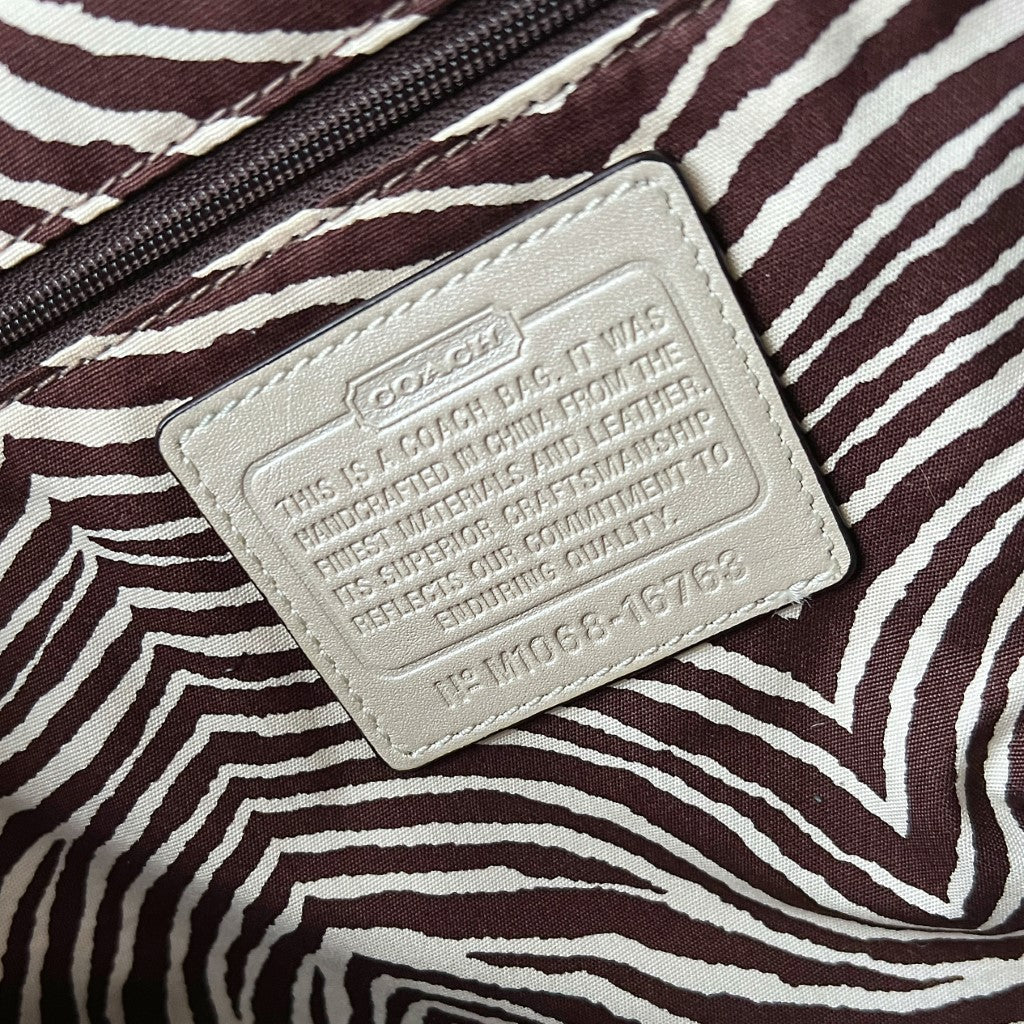 COACH
THIS IS A COACH BAG. IT WAS
HANDCRAFTED IN CHINA FROM THE
FINEST MATERIALS AND LEATHER.
ITS SUPERIOR CRAFTSMANSHIP
REFLECTS OUR COMMITMENT TO
ENDURING QUALITY.
Nº M1068-16763